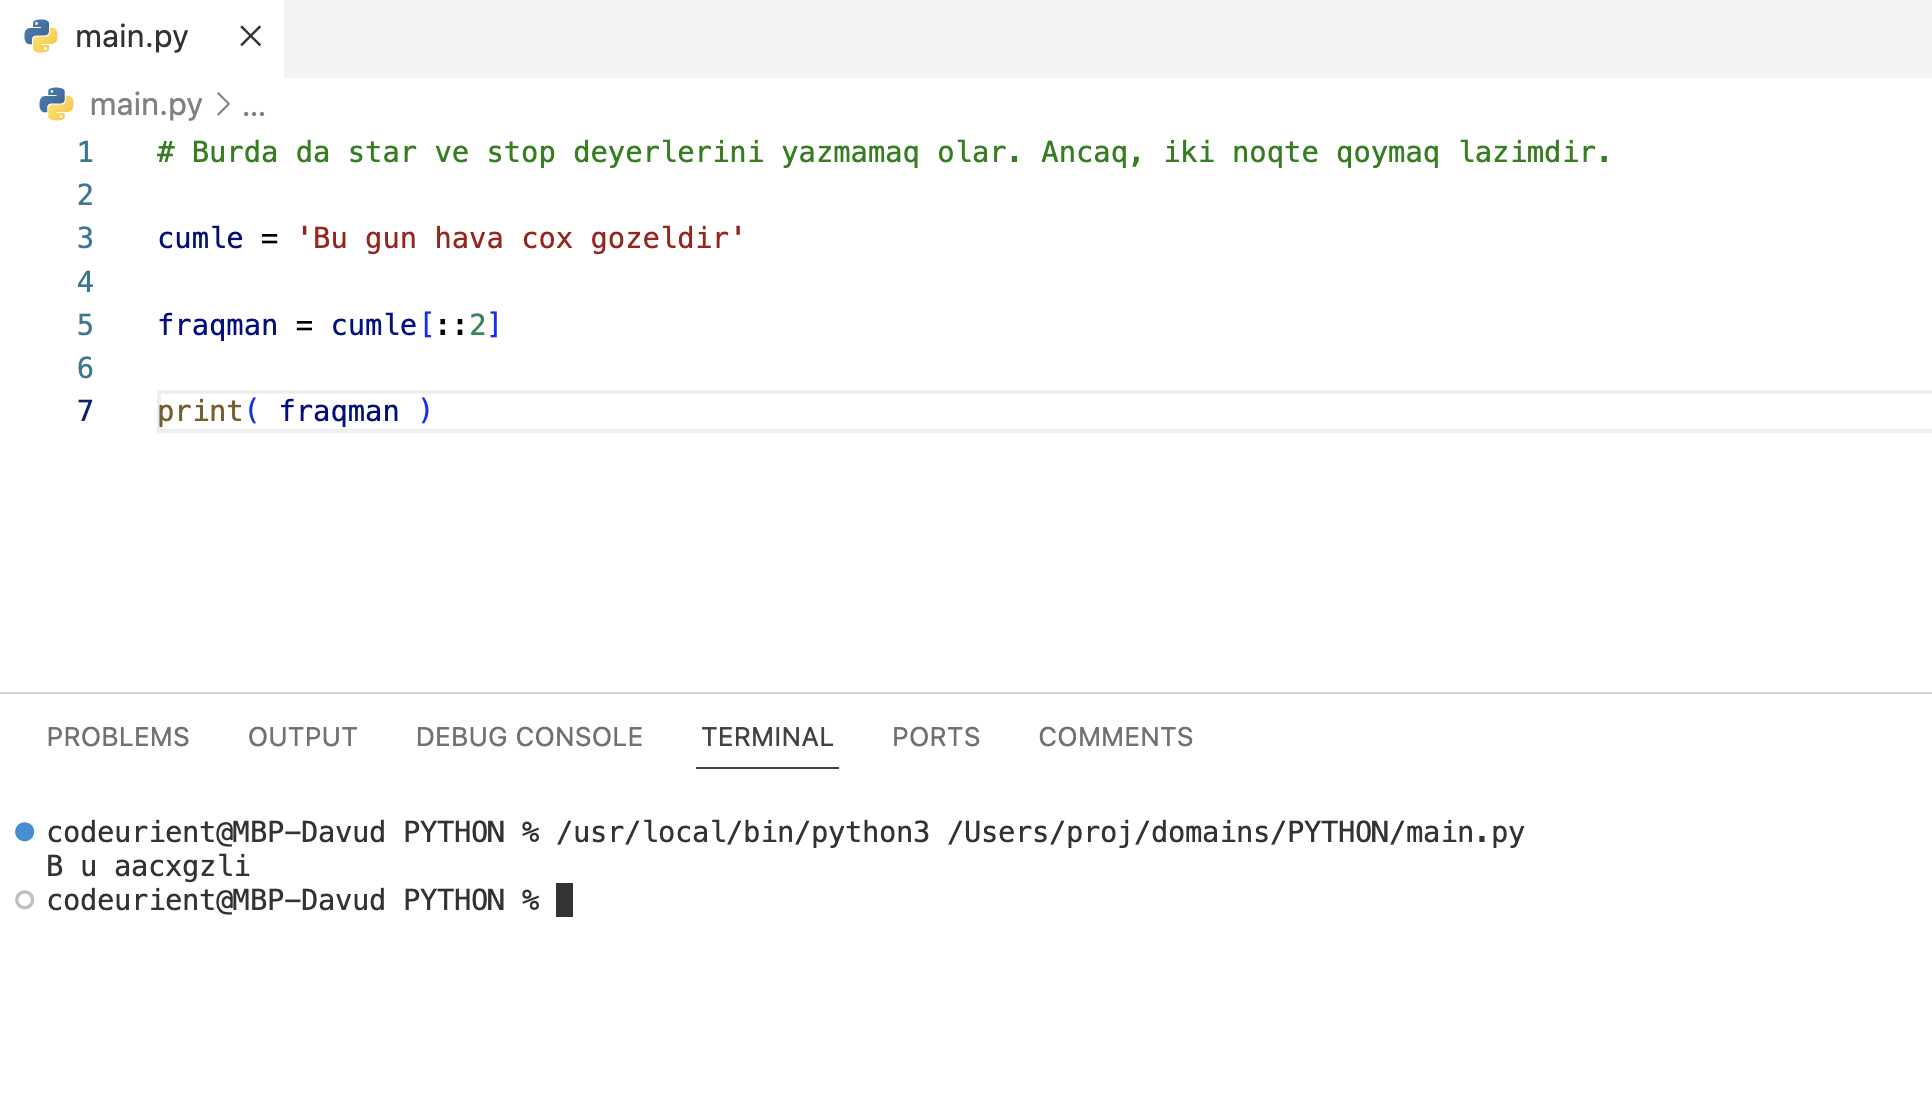 main.py
main.py > ...
1 # Burda da star ve stop deyerlerini yazmamaq olar. Ancaq, iki noqte qoymaq lazimdir.
2
3 cumle = 'Bu gun hava cox gozeldir'
4
5 fraqman = cumle[::2]
6
7 print( fraqman )
PROBLEMS OUTPUT DEBUG CONSOLE TERMINAL PORTS COMMENTS
codeurient@MBP-Davud PYTHON % /usr/local/bin/python3 /Users/proj/domains/PYTHON/main.py
B u aacxgzli
codeurient@MBP-Davud PYTHON %